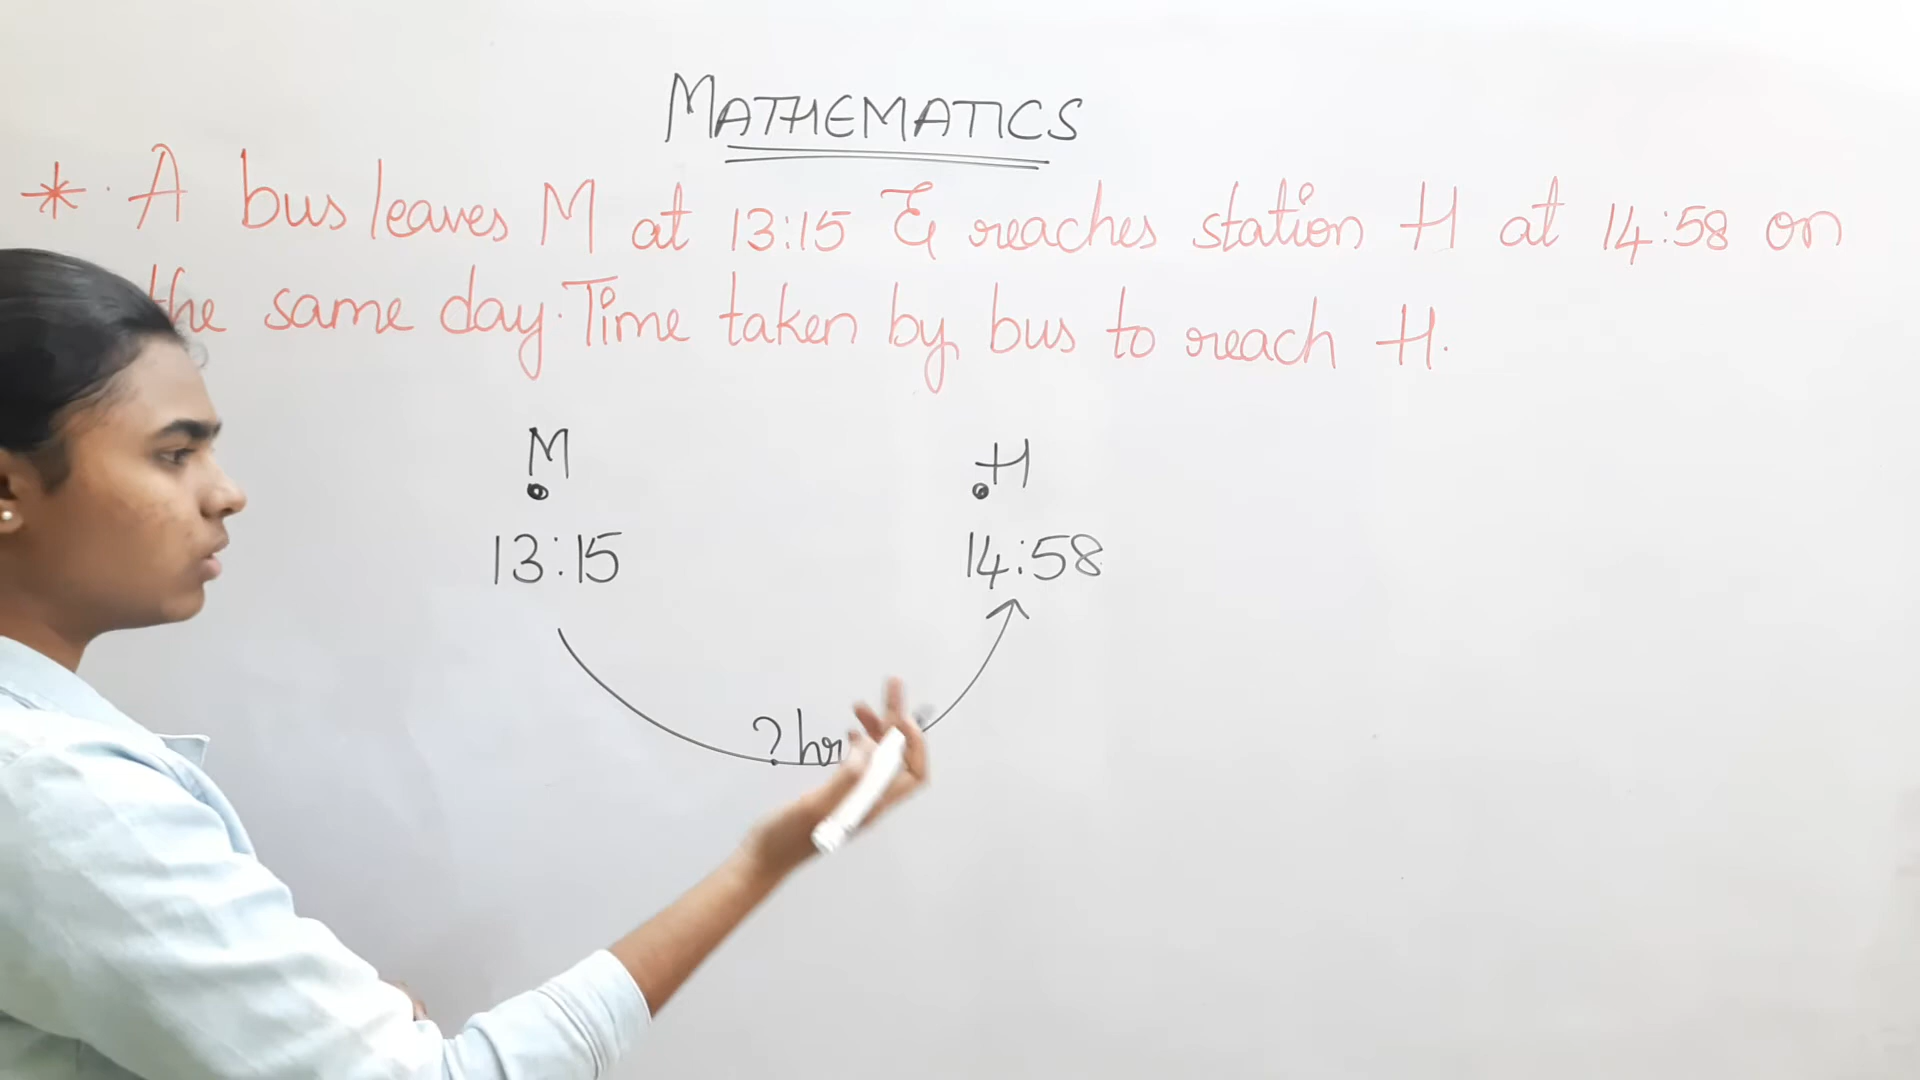 MATHEMATICS
* A bus leaves M at 13:15 & reaches station H at 14:58 on
the same day. Time taken by bus to reach H.
M H
13:15 14:58
? hr